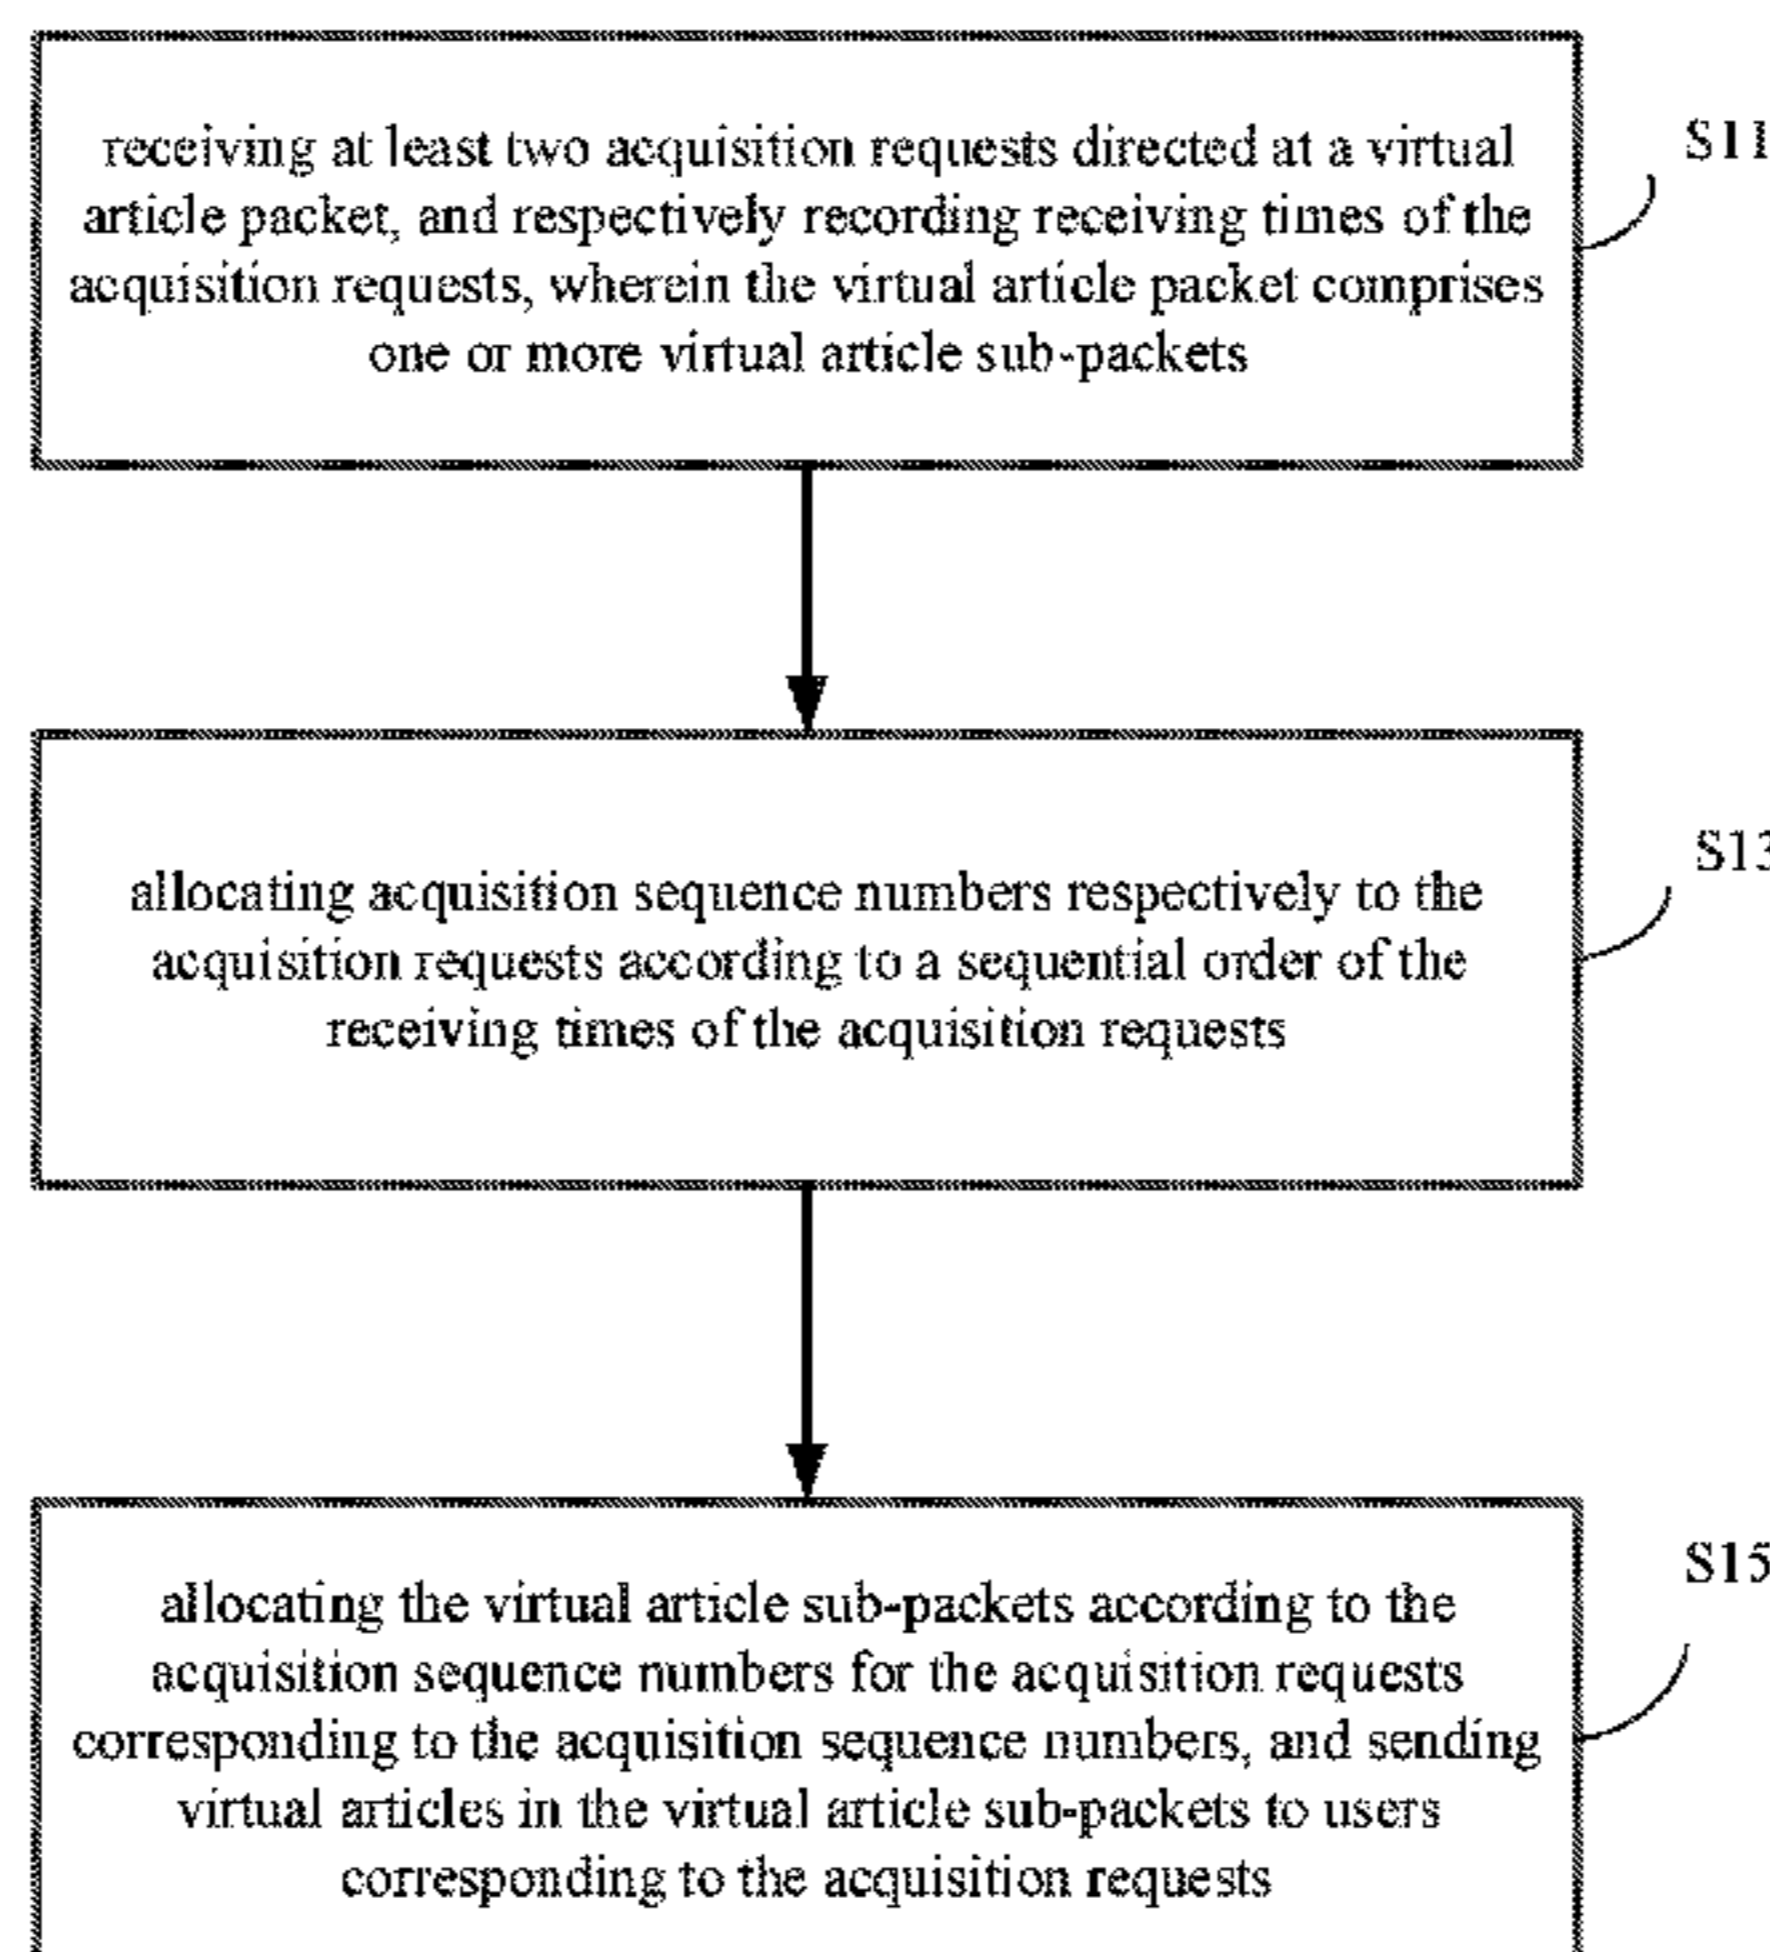 receiving at least two acquisition requests directed at a virtual
article packet, and respectively recording receiving times of the
acquisition requests, wherein the virtual article packet comprises
one or more virtual article sub-packets
S11
allocating acquisition sequence numbers respectively to the
acquisition requests according to a sequential order of the
receiving times of the acquisition requests
S13
allocating the virtual article sub-packets according to the
acquisition sequence numbers for the acquisition requests
corresponding to the acquisition sequence numbers, and sending
virtual articles in the virtual article sub-packets to users
corresponding to the acquisition requests
S15